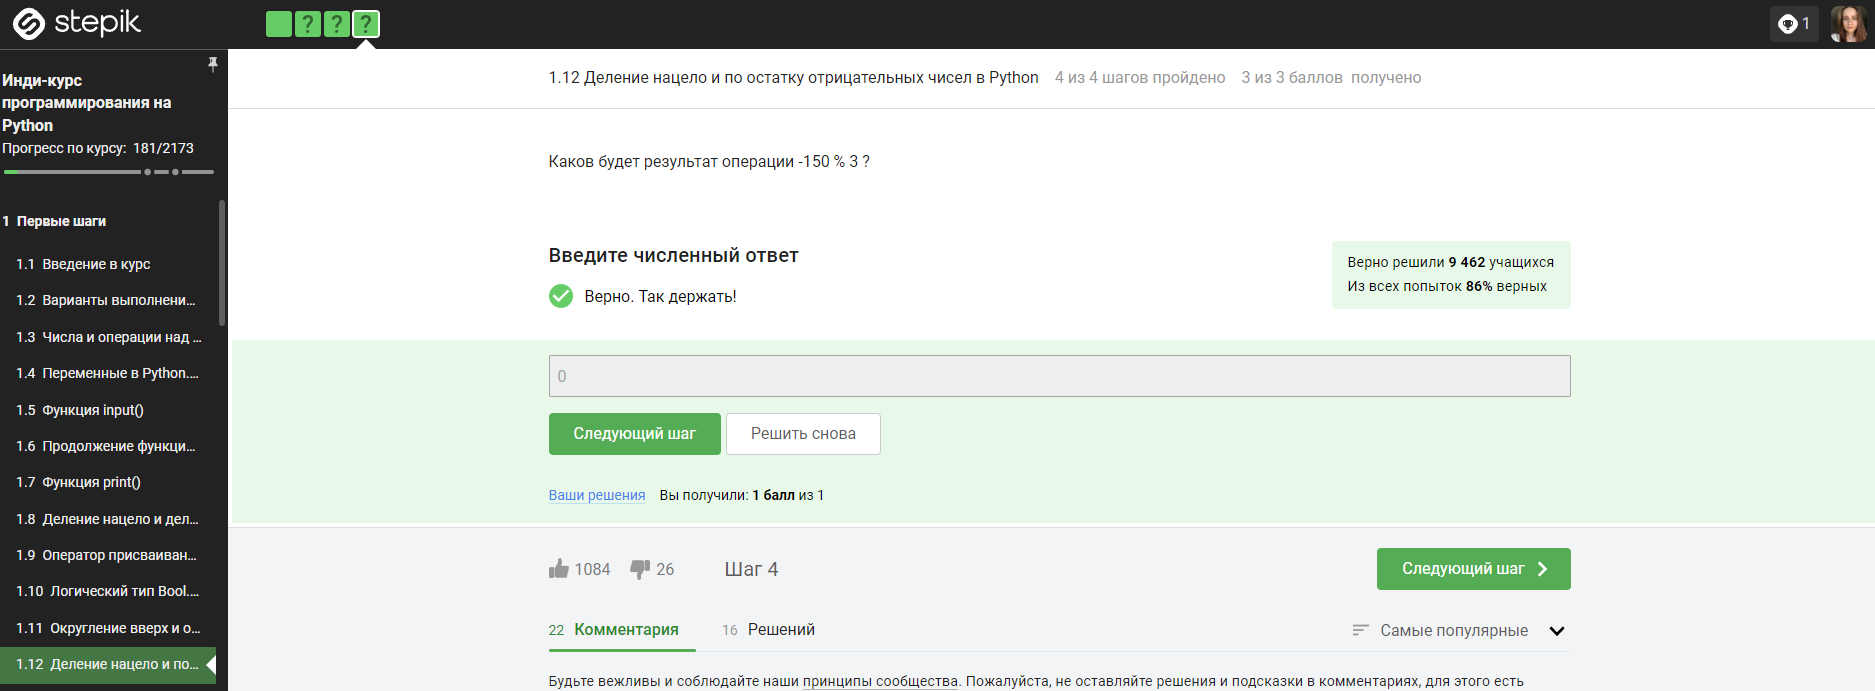 stepik
? ? ?
1
Инди-курс
программирования на
Python
Прогресс по курсу: 181/2173
1 Первые шаги
1.1 Введение в курс
1.2 Варианты выполнени...
1.3 Числа и операции над ...
1.4 Переменные в Python....
1.5 Функция input()
1.6 Продолжение функци...
1.7 Функция print()
1.8 Деление нацело и дел...
1.9 Оператор присваиван...
1.10 Логический тип Bool....
1.11 Округление вверх и о...
1.12 Деление нацело и по...
1.12 Деление нацело и по остатку отрицательных чисел в Python 4 из 4 шагов пройдено 3 из 3 баллов получено
Каков будет результат операции -150 % 3 ?
Введите численный ответ
Верно. Так держать!
Верно решили 9 462 учащихся
Из всех попыток 86% верных
0
Следующий шаг Решить снова
Ваши решения Вы получили: 1 балл из 1
1084 26 Шаг 4 Следующий шаг
22 Комментария 16 Решений Самые популярные
Будьте вежливы и соблюдайте наши принципы сообщества. Пожалуйста, не оставляйте решения и подсказки в комментариях, для этого есть